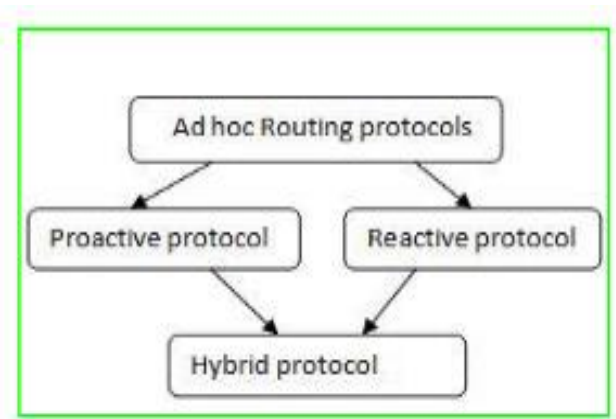 Ad hoc Routing protocols
Proactive protocol
Reactive protocol
Hybrid protocol